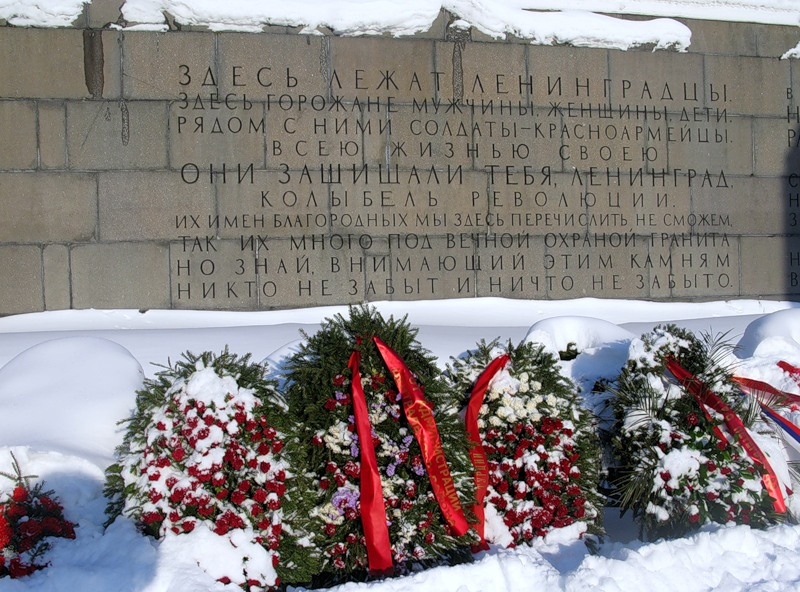 ЗДЕСЬ ЛЕЖАТ ЛЕНИНГРАДЦЫ.
ЗДЕСЬ ГОРОЖАНЕ МУЖЧИНЫ, ЖЕНЩИНЫ, ДЕТИ.
РЯДОМ С НИМИ СОЛДАТЫ-КРАСНОАРМЕЙЦЫ.
ВСЕЮ ЖИЗНЬЮ СВОЕЮ
ОНИ ЗАЩИЩАЛИ ТЕБЯ, ЛЕНИНГРАД,
КОЛЫБЕЛЬ РЕВОЛЮЦИИ.
ИХ ИМЕН БЛАГОРОДНЫХ МЫ ЗДЕСЬ ПЕРЕЧИСЛИТЬ НЕ СМОЖЕМ,
ТАК ИХ МНОГО ПОД ВЕЧНОЙ ОХРАНОЙ ГРАНИТА
НО ЗНАЙ, ВНИМАЮЩИЙ ЭТИМ КАМНЯМ
НИКТО НЕ ЗАБЫТ И НИЧТО НЕ ЗАБЫТО.